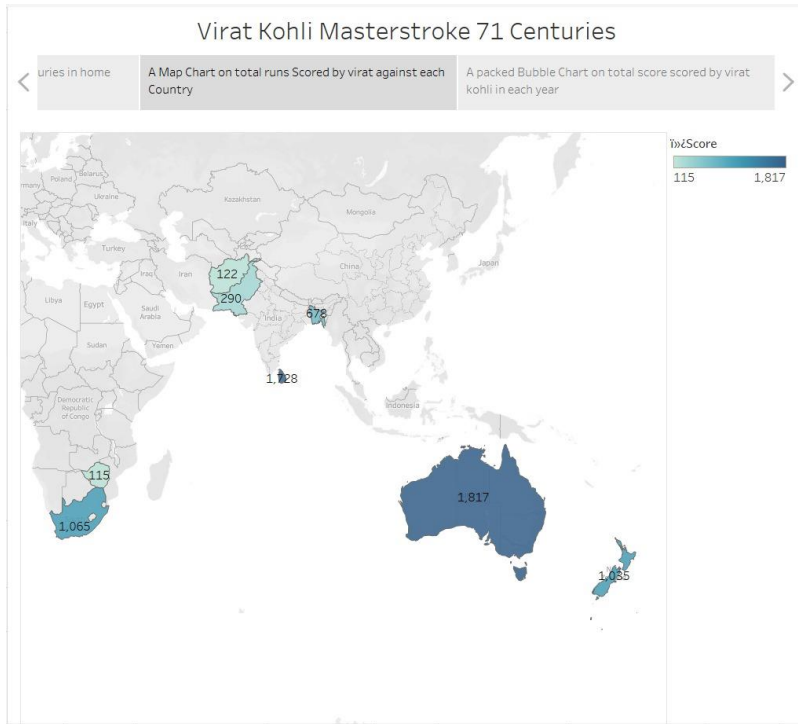 Virat Kohli Masterstroke 71 Centuries
uries in home
A Map Chart on total runs Scored by virat against each
Country
A packed Bubble Chart on total score scored by virat
kohli in each year
ï»¿Score
115 1,817
Poland
Belarus
Ukraine
Kazakhstan
Mongolia
Italy
Turkey
Japan
Iraq
Iran
China
122
290
Libya
Egypt
Saudi
Arabia
India
678
Sudan
Yemen
1,728
Democratic
Republic
of Congo
Indonesia
115
1,817
1,065
1,035